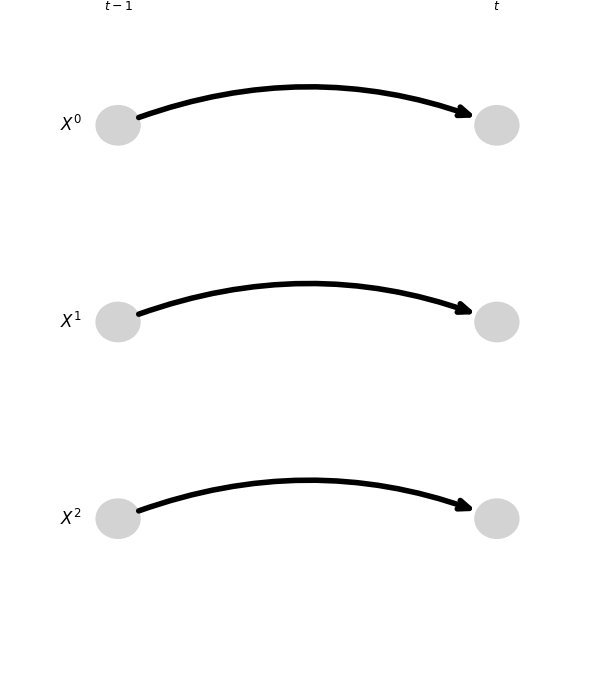 t − 1 t
X⁰
X¹
X²